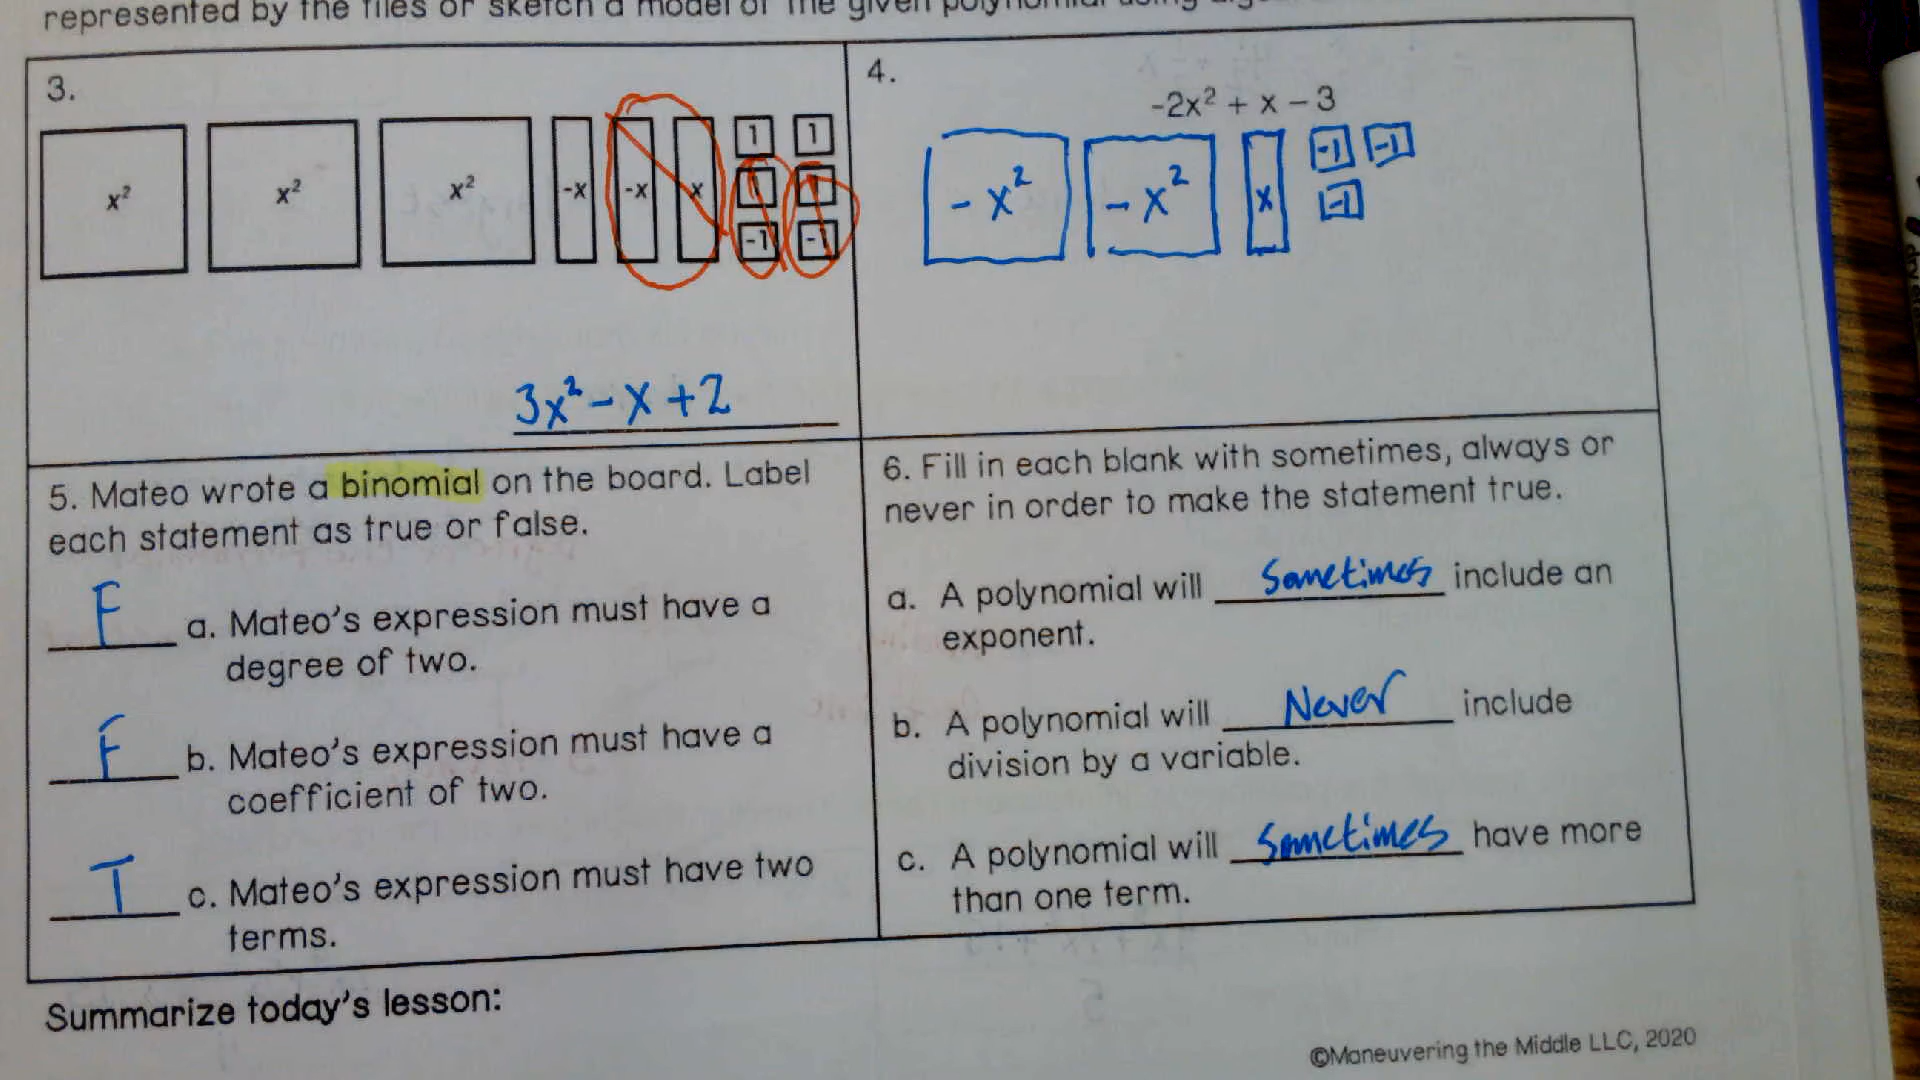 represented by the tiles or sketch a model of the given polynomial using
3.
x² x² x² -x -x x 1 1
1 1
-1 -1
3x² - x + 2
4.
-2x² + x - 3
-x² -x² x -1 -1
-1
5. Mateo wrote a binomial on the board. Label
each statement as true or false.
F a. Mateo's expression must have a
degree of two.
F b. Mateo's expression must have a
coefficient of two.
T c. Mateo's expression must have two
terms.
6. Fill in each blank with sometimes, always or
never in order to make the statement true.
a. A polynomial will Sometimes include an
exponent.
b. A polynomial will Never include
division by a variable.
c. A polynomial will Sometimes have more
than one term.
Summarize today's lesson:
©Maneuvering the Middle LLC, 2020